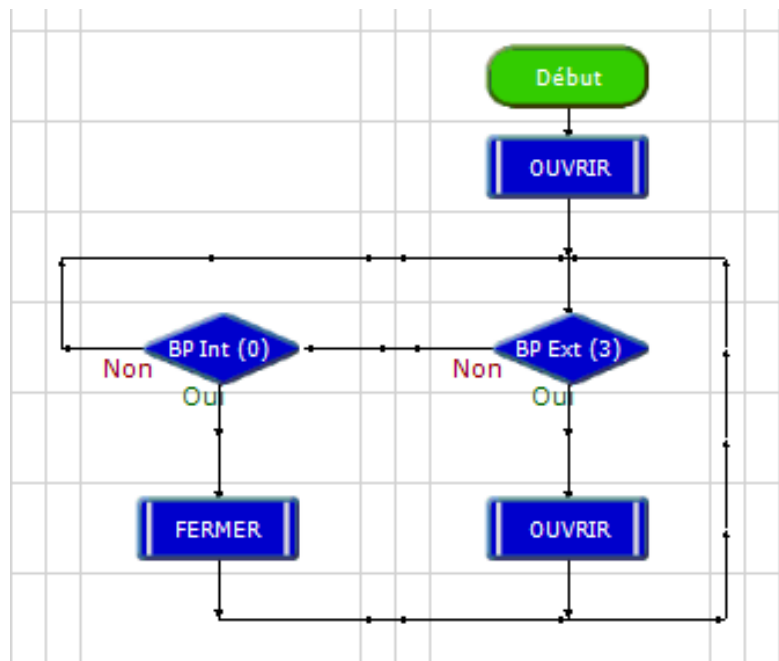 Début
OUVRIR
BP Int (0)
BP Ext (3)
Non
Non
Oui
Oui
FERMER
OUVRIR